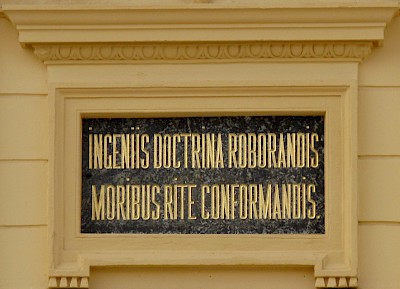 iNGENiiS DOCTRiNA ROBORANDiS
MORiBUS RiTE CONFORMANDiS.